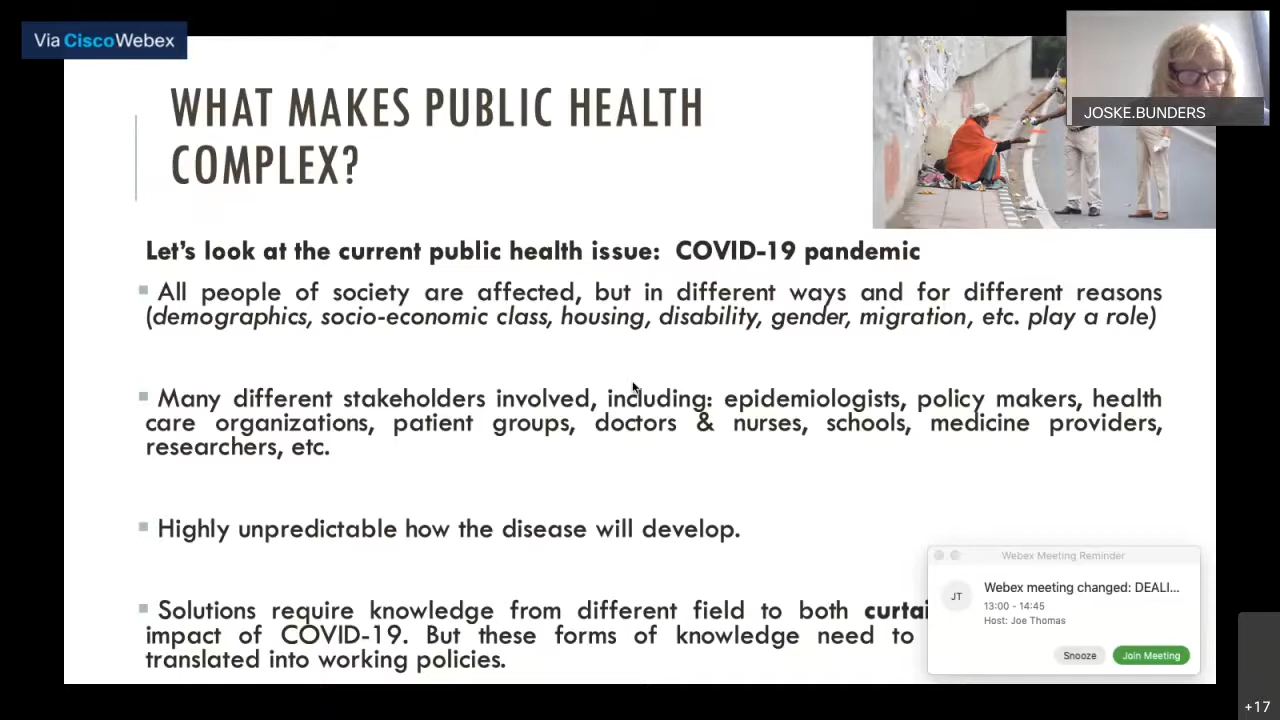 Via CiscoWebex
JOSKE.BUNDERS
WHAT MAKES PUBLIC HEALTH
COMPLEX?
Let's look at the current public health issue: COVID-19 pandemic
All people of society are affected, but in different ways and for different reasons
(demographics, socio-economic class, housing, disability, gender, migration, etc. play a role)
Many different stakeholders involved, including: epidemiologists, policy makers, health
care organizations, patient groups, doctors & nurses, schools, medicine providers,
researchers, etc.
Highly unpredictable how the disease will develop.
Solutions require knowledge from different field to both
impact of COVID-19. But these forms of knowledge need to
translated into working policies.
Webex Meeting Reminder
JT
Webex meeting changed: DEALI...
13:00 - 14:45
Host: Joe Thomas
Snooze
Join Meeting
+17